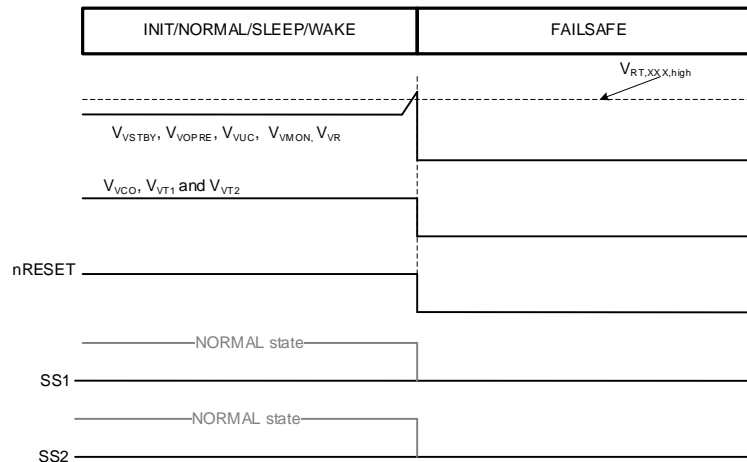 INIT/NORMAL/SLEEP/WAKE
FAILSAFE
VRT,XXX,high
VVSTBY, VVOPRE, VVUC, VVMON, VVR
VVCO, VVT1 and VVT2
nRESET
NORMAL state
SS1
NORMAL state
SS2